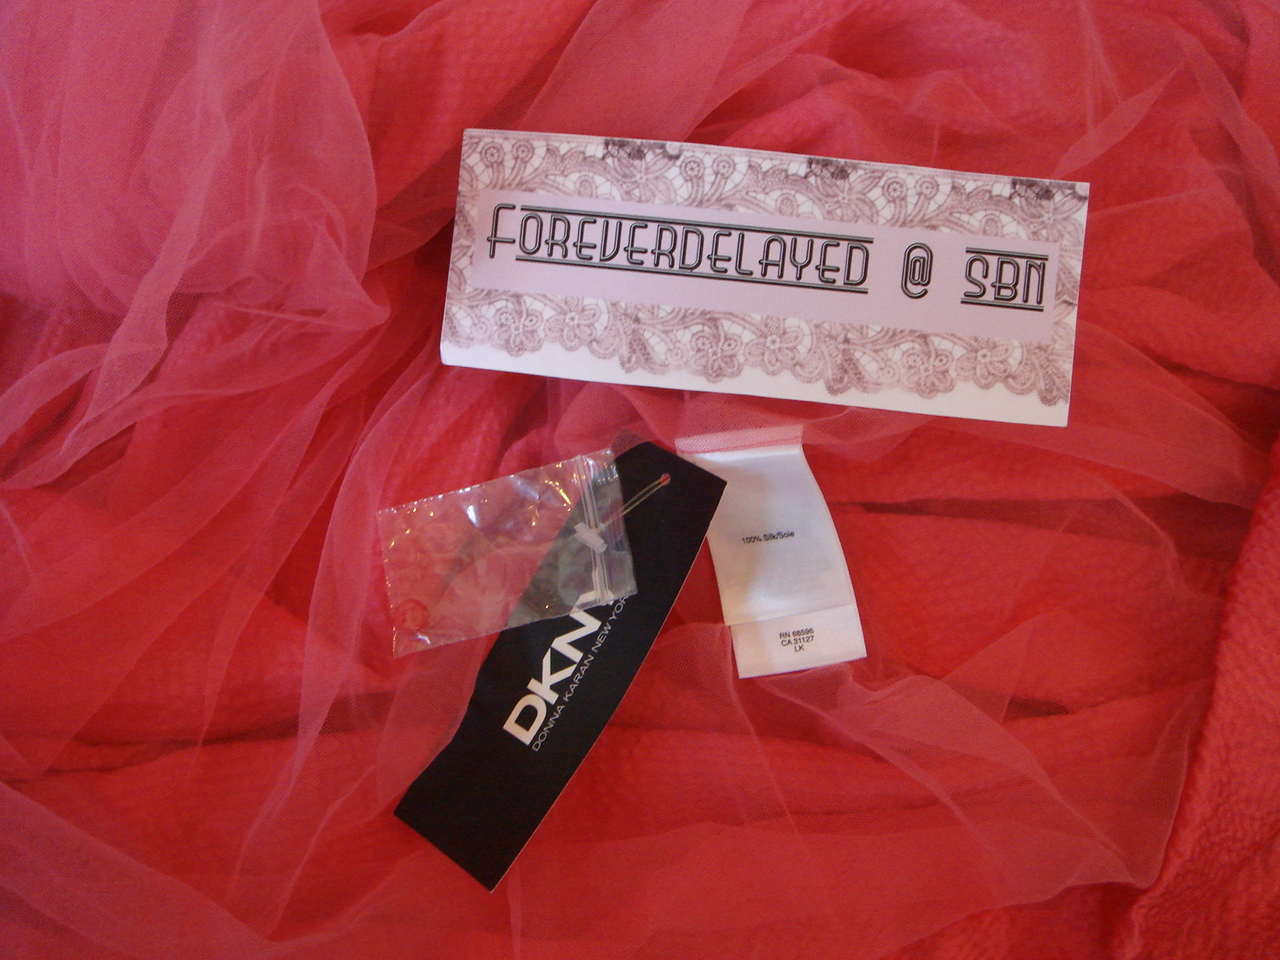 FOREVERDELAYED @ SBN
100% Silk/Soie
RN 68596
CA 31127
LK
DKNY
DONNA KARAN NEW YORK